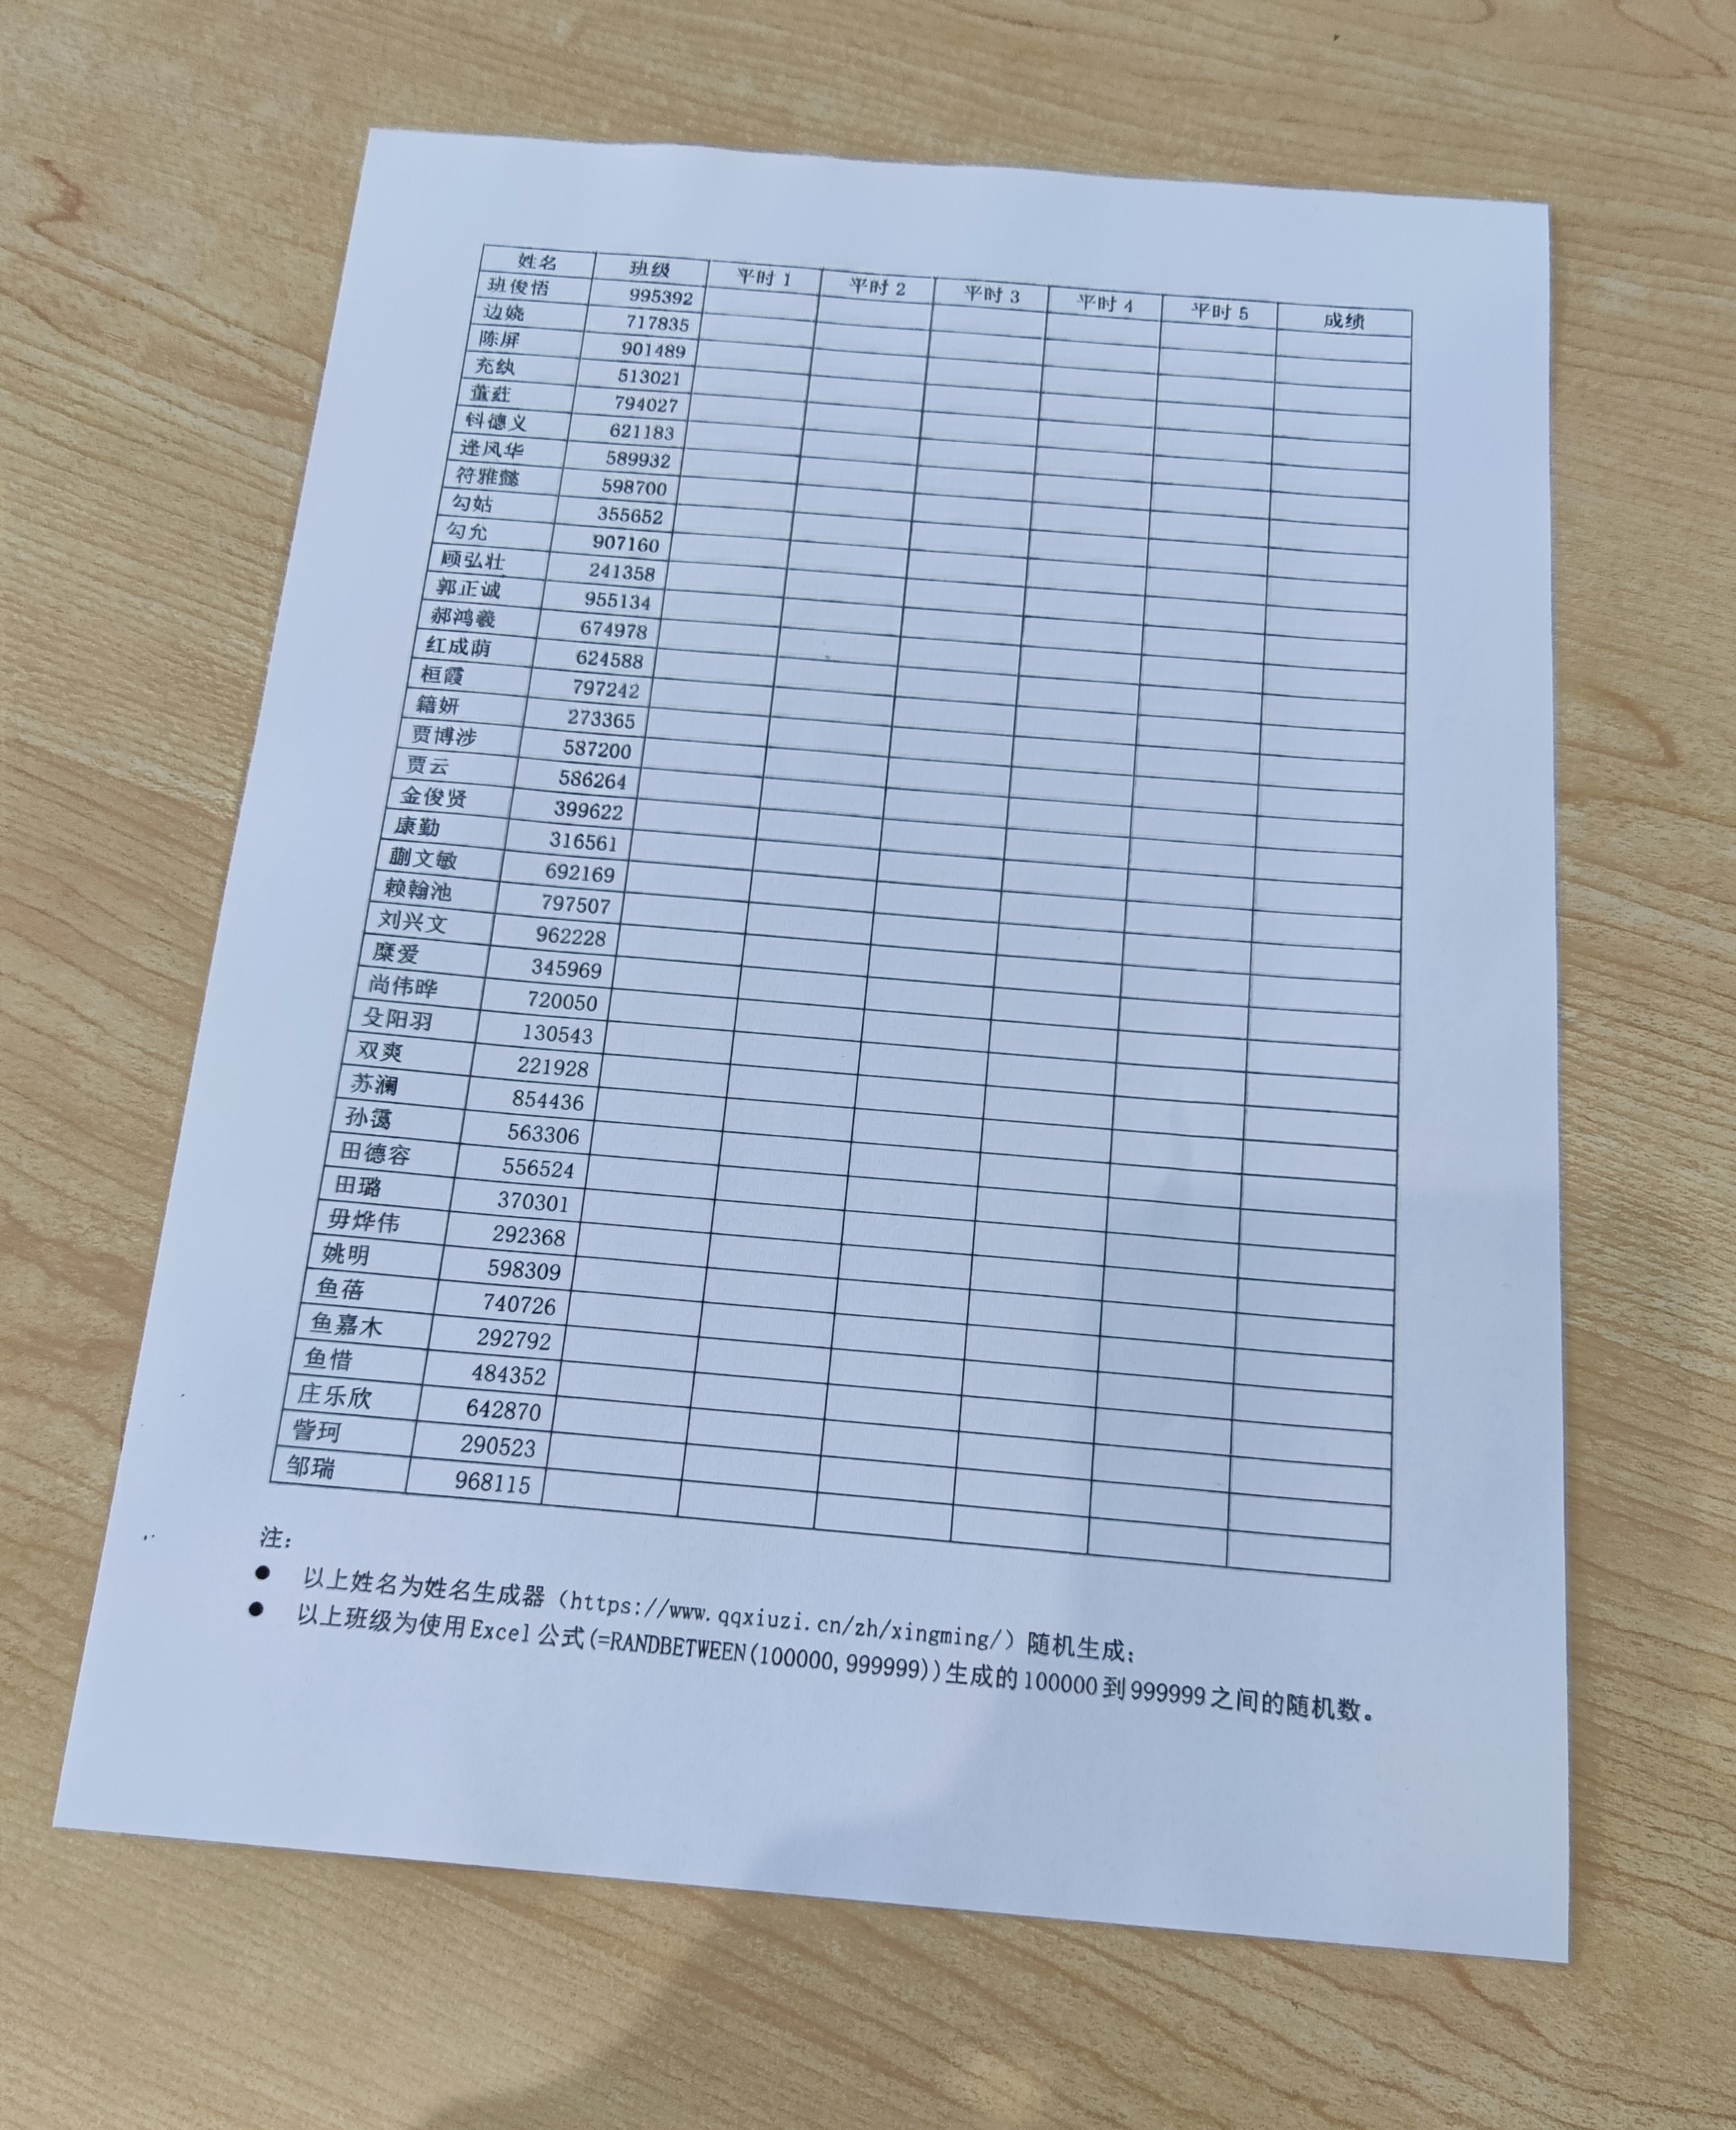 姓名 班级 平时1 平时2 平时3 平时4 平时5 成绩
班俊悟 995392
边娆 717835
陈屏 901489
充纨 513021
董荭 794027
钭德义 621183
逄风华 589932
符雅懿 598700
勾姑 355652
勾允 907160
顾弘壮 241358
郭正诚 955134
郝鸿羲 674978
红成荫 624588
桓霞 797242
籍妍 273365
贾博涉 587200
贾云 586264
金俊贤 399622
康勤 316561
蒯文敏 692169
赖翰池 797507
刘兴文 962228
糜爱 345969
尚伟晔 720050
殳阳羽 130543
双爽 221928
苏澜 854436
孙霭 563306
田德容 556524
田璐 370301
毋烨伟 292368
姚明 598309
鱼蓓 740726
鱼嘉木 292792
鱼惜 484352
庄乐欣 642870
訾珂 290523
邹瑞 968115
注：
● 以上姓名为姓名生成器（https://www.qqxiuzi.cn/zh/xingming/）随机生成；
● 以上班级为使用Excel公式(=RANDBETWEEN(100000,999999))生成的100000到999999之间的随机数。